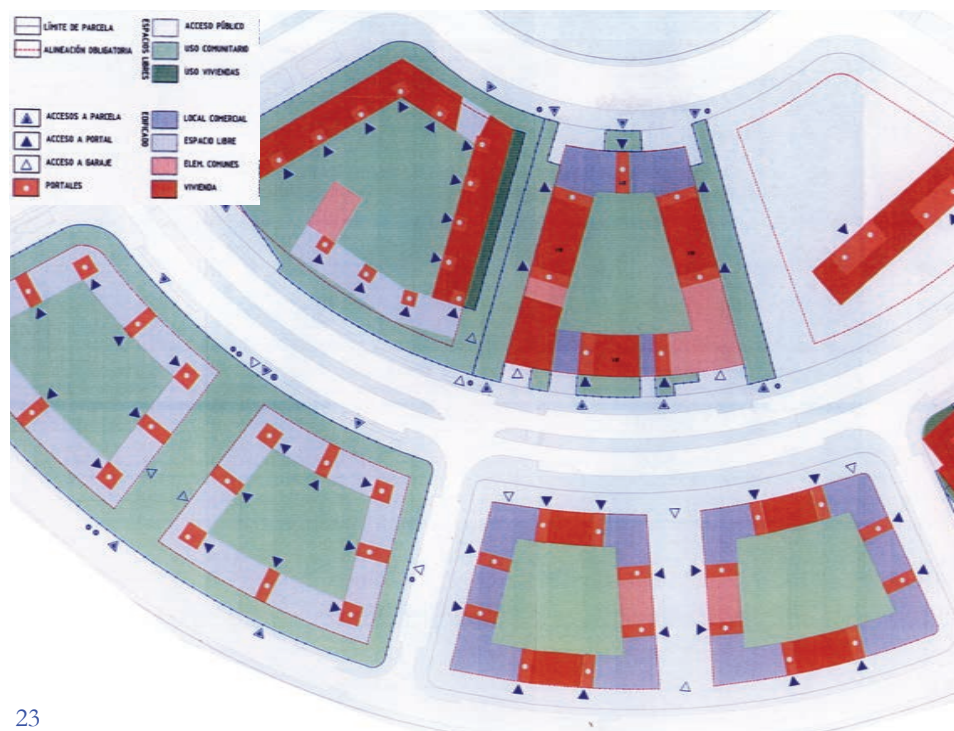 LÍMITE DE PARCELA
ALINEACIÓN OBLIGATORIA
ESPACIOS LIBRES
ACCESO PÚBLICO
USO COMUNITARIO
USO VIVIENDAS
ACCESOS A PARCELA
ACCESO A PORTAL
ACCESO A GARAJE
PORTALES
EDIFICADO
LOCAL COMERCIAL
ESPACIO LIBRE
ELEM. COMUNES
VIVIENDA
23